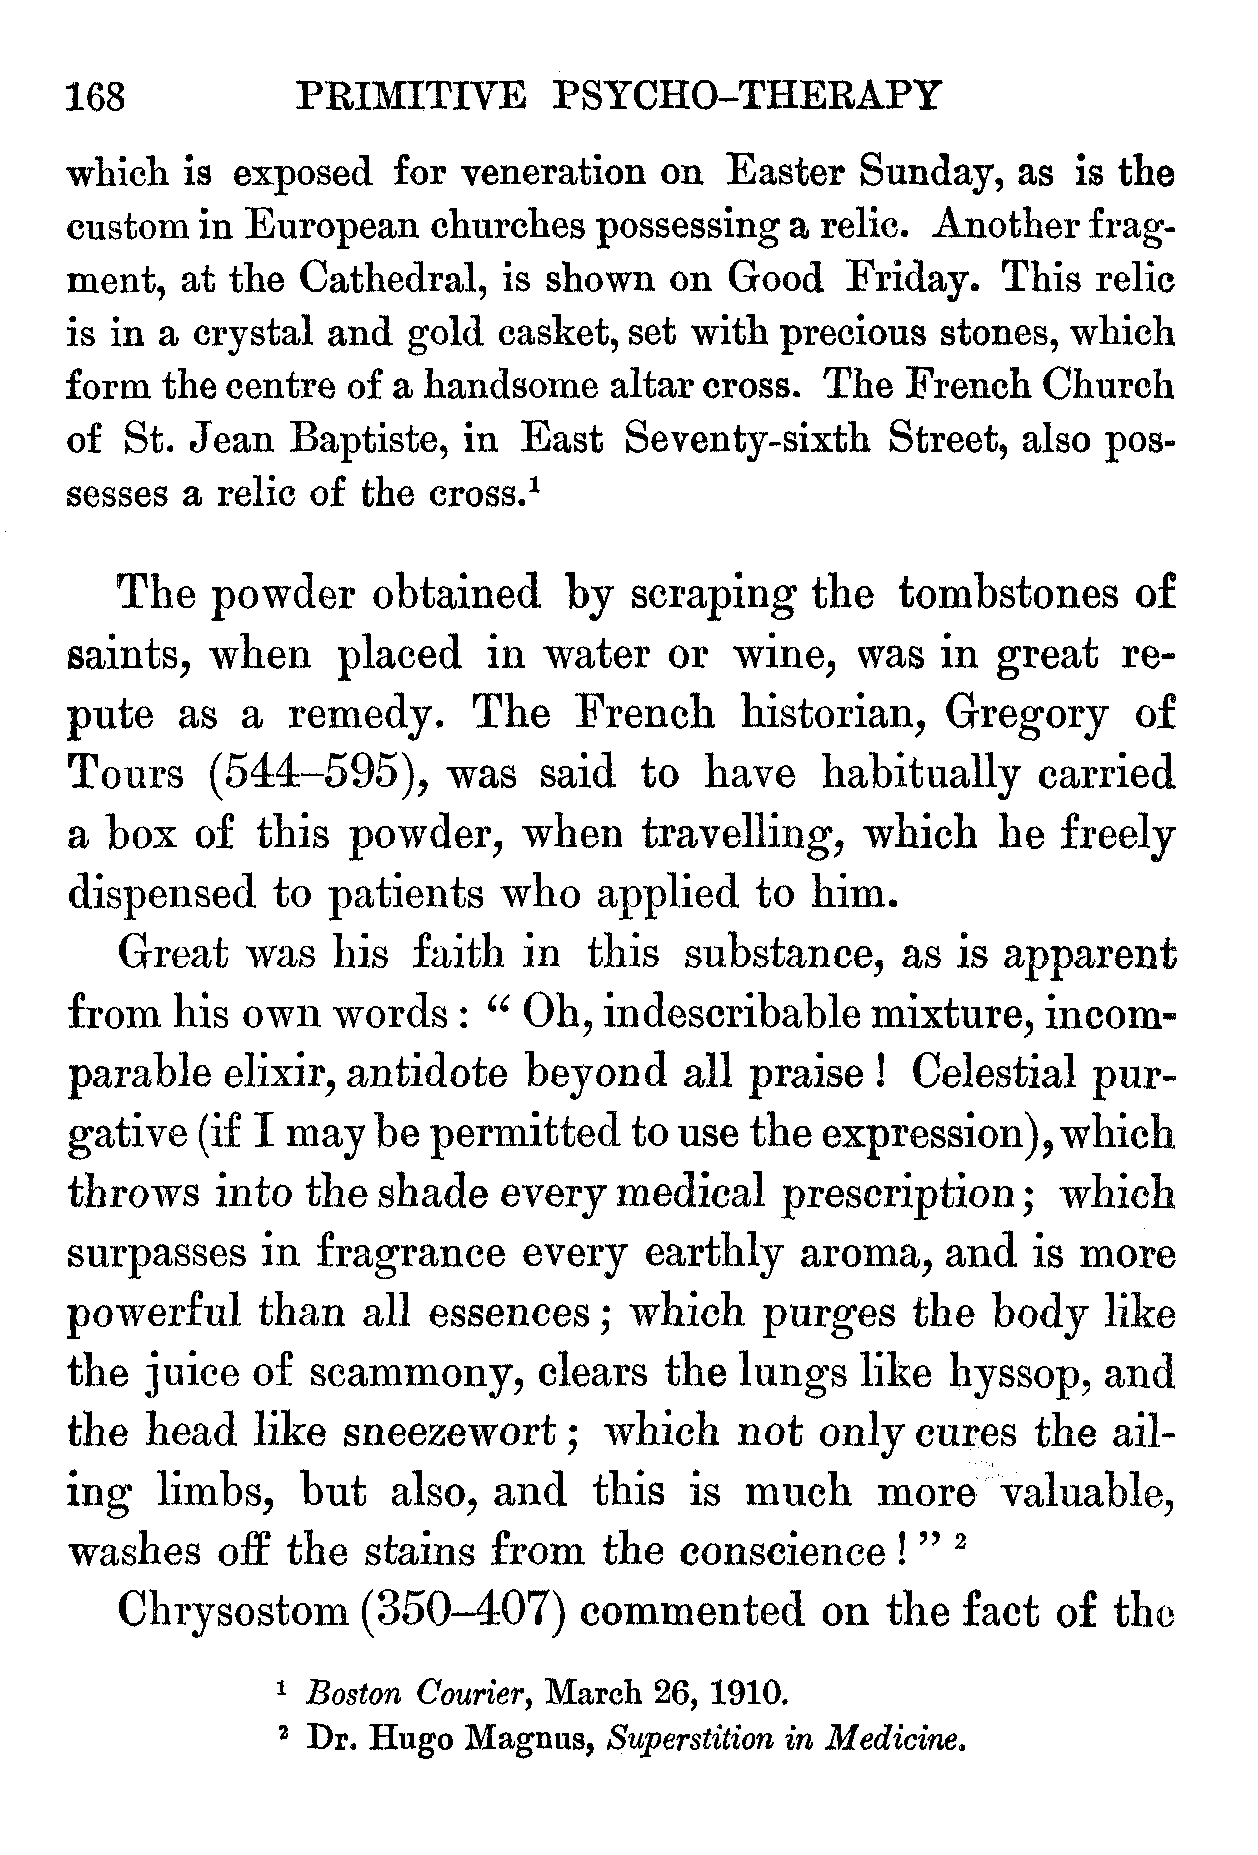 168 PRIMITIVE PSYCHO-THERAPY
which is exposed for veneration on Easter Sunday, as is the
custom in European churches possessing a relic. Another frag-
ment, at the Cathedral, is shown on Good Friday. This relic
is in a crystal and gold casket, set with precious stones, which
form the centre of a handsome altar cross. The French Church
of St. Jean Baptiste, in East Seventy-sixth Street, also pos-
sesses a relic of the cross.¹
The powder obtained by scraping the tombstones of
saints, when placed in water or wine, was in great re-
pute as a remedy. The French historian, Gregory of
Tours (544–595), was said to have habitually carried
a box of this powder, when travelling, which he freely
dispensed to patients who applied to him.
Great was his faith in this substance, as is apparent
from his own words : “ Oh, indescribable mixture, incom-
parable elixir, antidote beyond all praise ! Celestial pur-
gative (if I may be permitted to use the expression), which
throws into the shade every medical prescription ; which
surpasses in fragrance every earthly aroma, and is more
powerful than all essences ; which purges the body like
the juice of scammony, clears the lungs like hyssop, and
the head like sneezewort ; which not only cures the ail-
ing limbs, but also, and this is much more valuable,
washes off the stains from the conscience ! ” ²
Chrysostom (350–407) commented on the fact of the
¹ Boston Courier, March 26, 1910.
² Dr. Hugo Magnus, Superstition in Medicine.